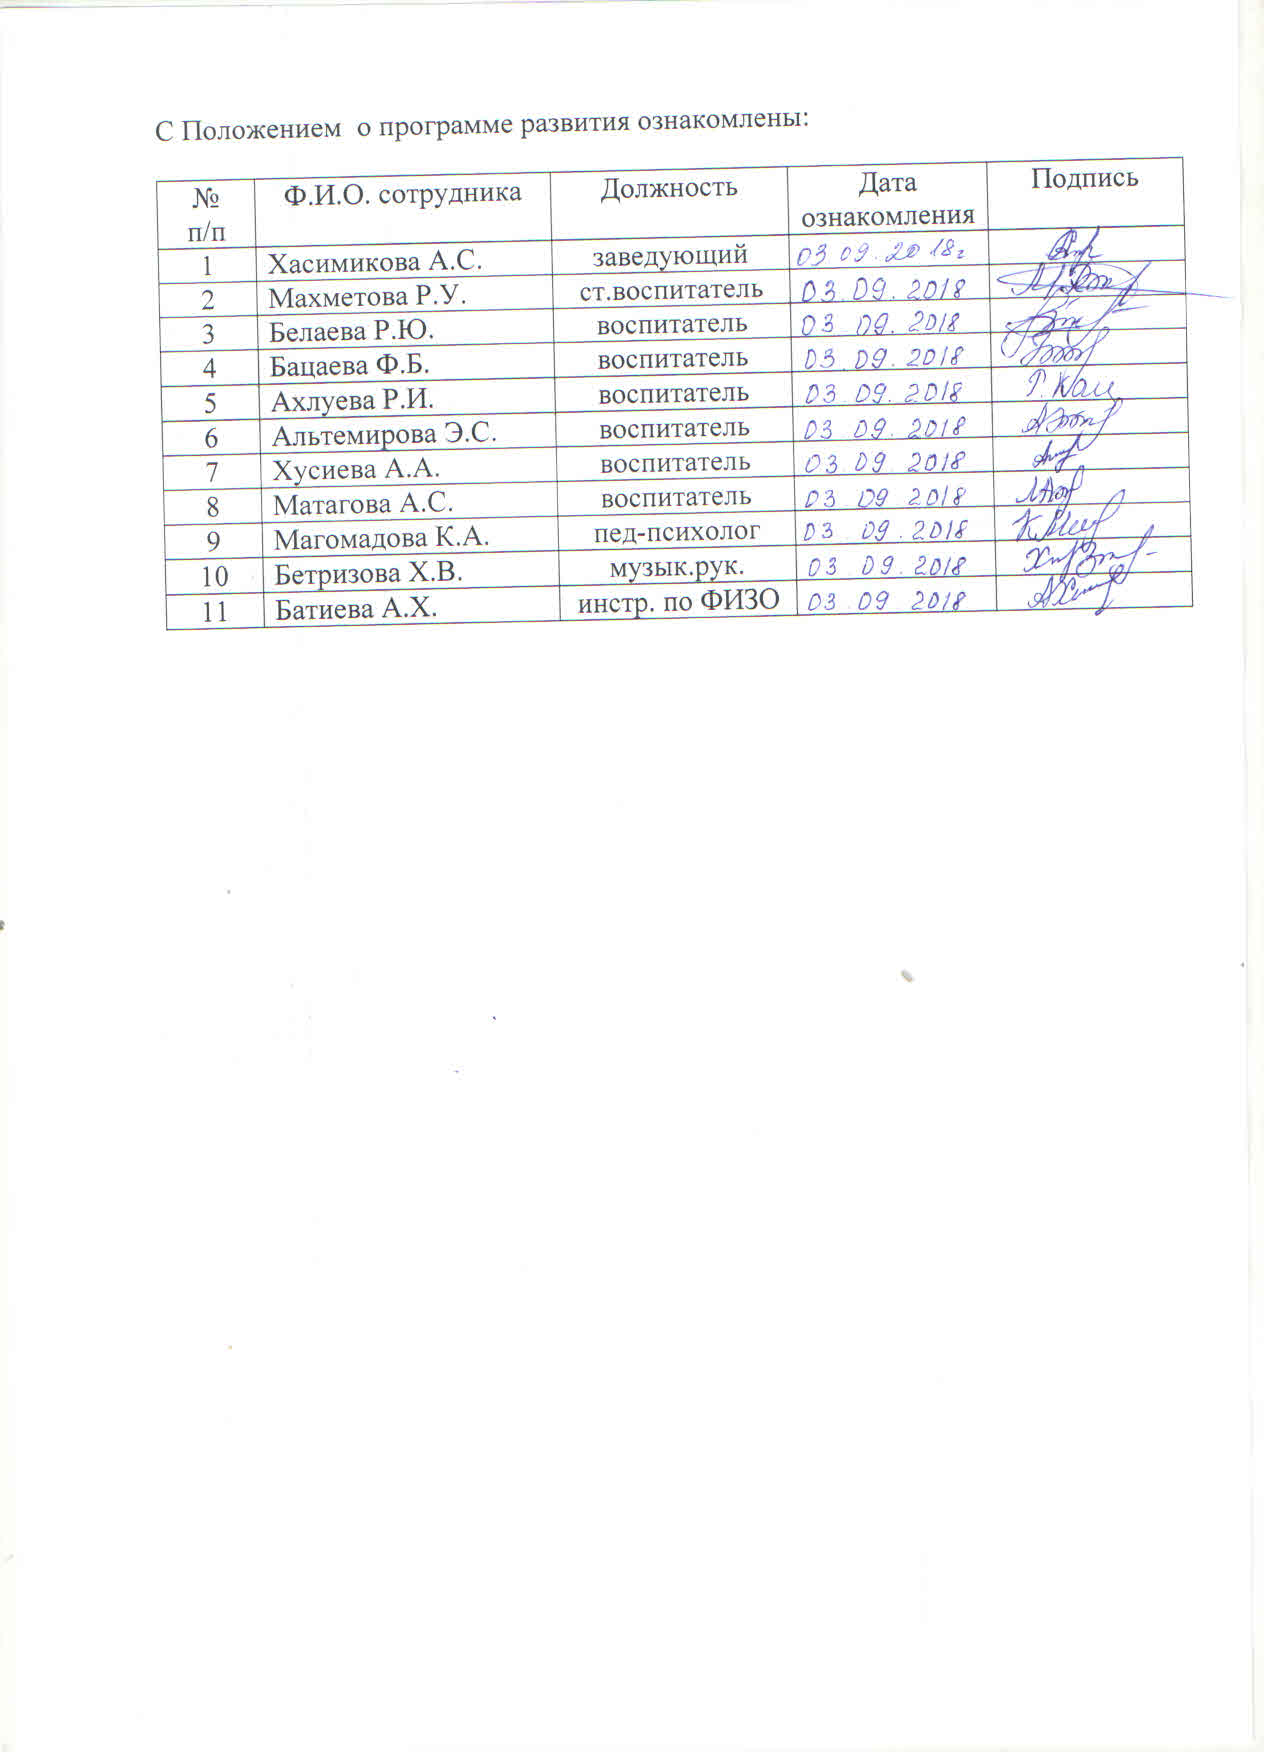 С Положением о программе развития ознакомлены:
№ п/п Ф.И.О. сотрудника Должность Дата ознакомления Подпись
1 Хасимикова А.С. заведующий 03 09.2018г
2 Махметова Р.У. ст.воспитатель 03.09.2018
3 Белаева Р.Ю. воспитатель 03.09.2018
4 Бацаева Ф.Б. воспитатель 03.09.2018
5 Ахлуева Р.И. воспитатель 03.09.2018
6 Альтемирова Э.С. воспитатель 03 09.2018
7 Хусиева А.А. воспитатель 03.09 2018
8 Матагова А.С. воспитатель 03 09 2018
9 Магомадова К.А. пед-психолог 03 09.2018
10 Бетризова Х.В. музык.рук. 03 09.2018
11 Батиева А.Х. инстр. по ФИЗО 03.09 2018